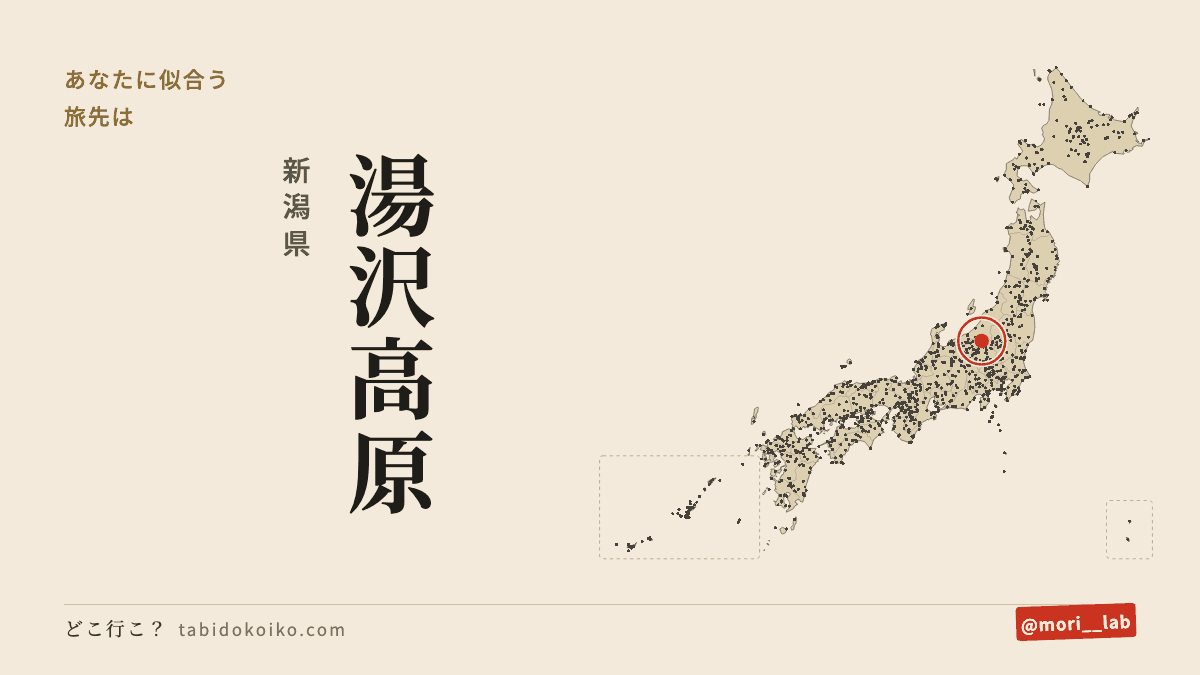 あなたに似合う
旅先は
湯沢高原
新潟県
どこ行こ？ tabidokoiko.com
@mori__lab